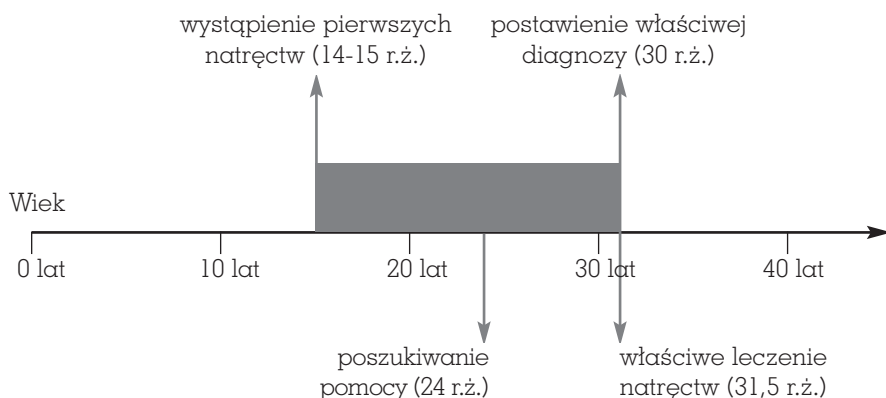 wystąpienie pierwszych
natręctw (14-15 r.ż.)
postawienie właściwej
diagnozy (30 r.ż.)
Wiek
0 lat
10 lat
20 lat
30 lat
40 lat
poszukiwanie
pomocy (24 r.ż.)
właściwe leczenie
natręctw (31,5 r.ż.)